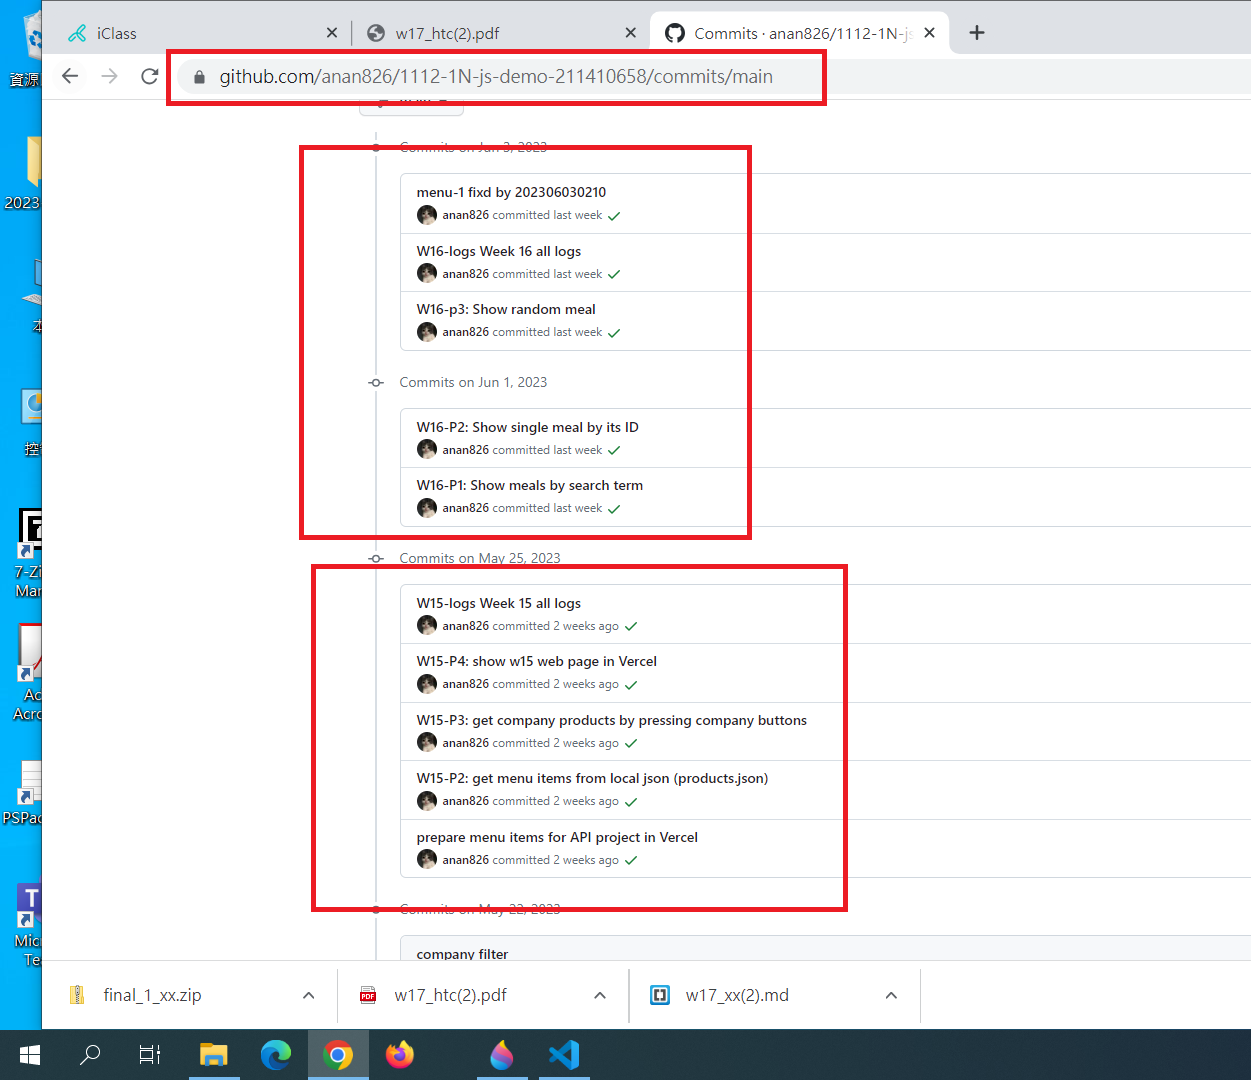 iClass
w17_htc(2).pdf
Commits · anan826/1112-1N-js
github.com/anan826/1112-1N-js-demo-211410658/commits/main
Commits on Jun 3, 2023
menu-1 fixd by 202306030210
anan826 committed last week
W16-logs Week 16 all logs
anan826 committed last week
W16-p3: Show random meal
anan826 committed last week
Commits on Jun 1, 2023
W16-P2: Show single meal by its ID
anan826 committed last week
W16-P1: Show meals by search term
anan826 committed last week
Commits on May 25, 2023
W15-logs Week 15 all logs
anan826 committed 2 weeks ago
W15-P4: show w15 web page in Vercel
anan826 committed 2 weeks ago
W15-P3: get company products by pressing company buttons
anan826 committed 2 weeks ago
W15-P2: get menu items from local json (products.json)
anan826 committed 2 weeks ago
prepare menu items for API project in Vercel
anan826 committed 2 weeks ago
Commits on May 22, 2023
company filter
final_1_xx.zip
w17_htc(2).pdf
w17_xx(2).md
資源
2023
本
控
7-Zi
Man
Ac
Acro
PSPad
Mic
Te